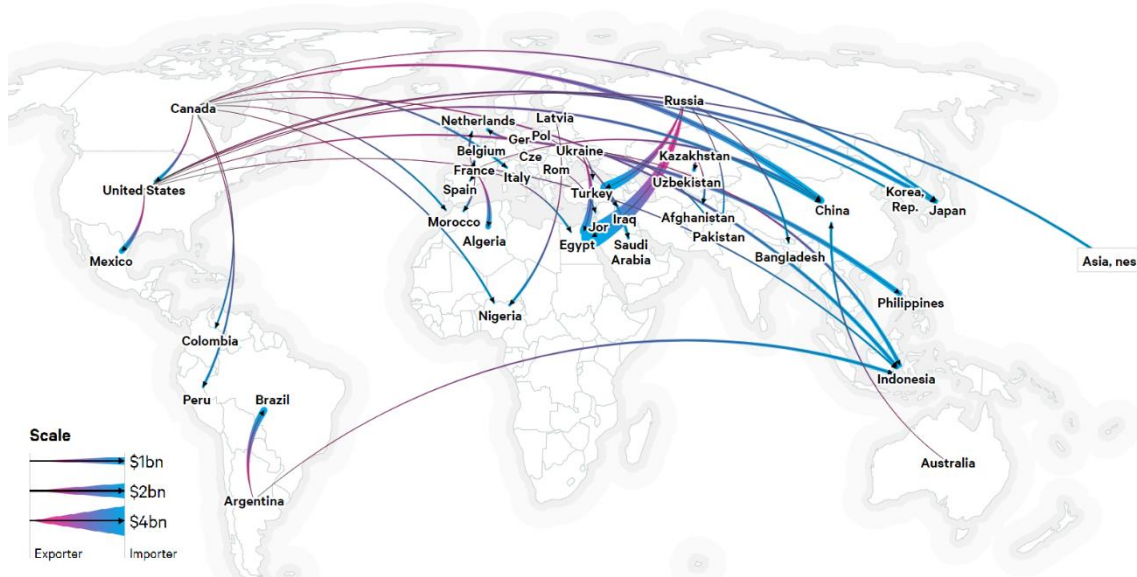 Canada
Russia
Netherlands
Latvia
Ger
Pol
Belgium
Cze
Ukraine
Kazakhstan
France
Italy
Rom
Uzbekistan
United States
Spain
Turkey
Korea,
Rep.
Japan
China
Morocco
Jor
Iraq
Afghanistan
Algeria
Egypt
Saudi
Arabia
Pakistan
Bangladesh
Mexico
Asia, nes
Philippines
Nigeria
Colombia
Indonesia
Peru
Brazil
Australia
Argentina
Scale
$1bn
$2bn
$4bn
Exporter
Importer